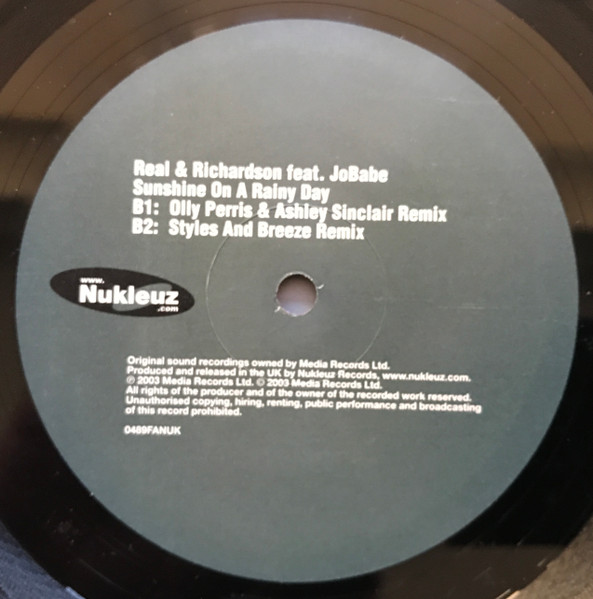 Real & Richardson feat. JoBabe
Sunshine On A Rainy Day
B1: Olly Perris & Ashley Sinclair Remix
B2: Styles And Breeze Remix
www.
Nukleuz
.com
Original sound recordings owned by Media Records Ltd.
Produced and released in the UK by Nukleuz Records, www.nukleuz.com.
℗ 2003 Media Records Ltd. © 2003 Media Records Ltd.
All rights of the producer and of the owner of the recorded work reserved.
Unauthorised copying, hiring, renting, public performance and broadcasting
of this record prohibited.
0489FANUK